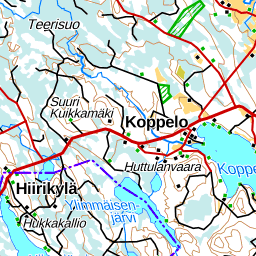 Teerisuo
Suuri
Kuikkamäki
Koppelo
Huttulanvaara
Koppe
Hiirikylä
Ylimmäisen-
järvi
Hukkakallio